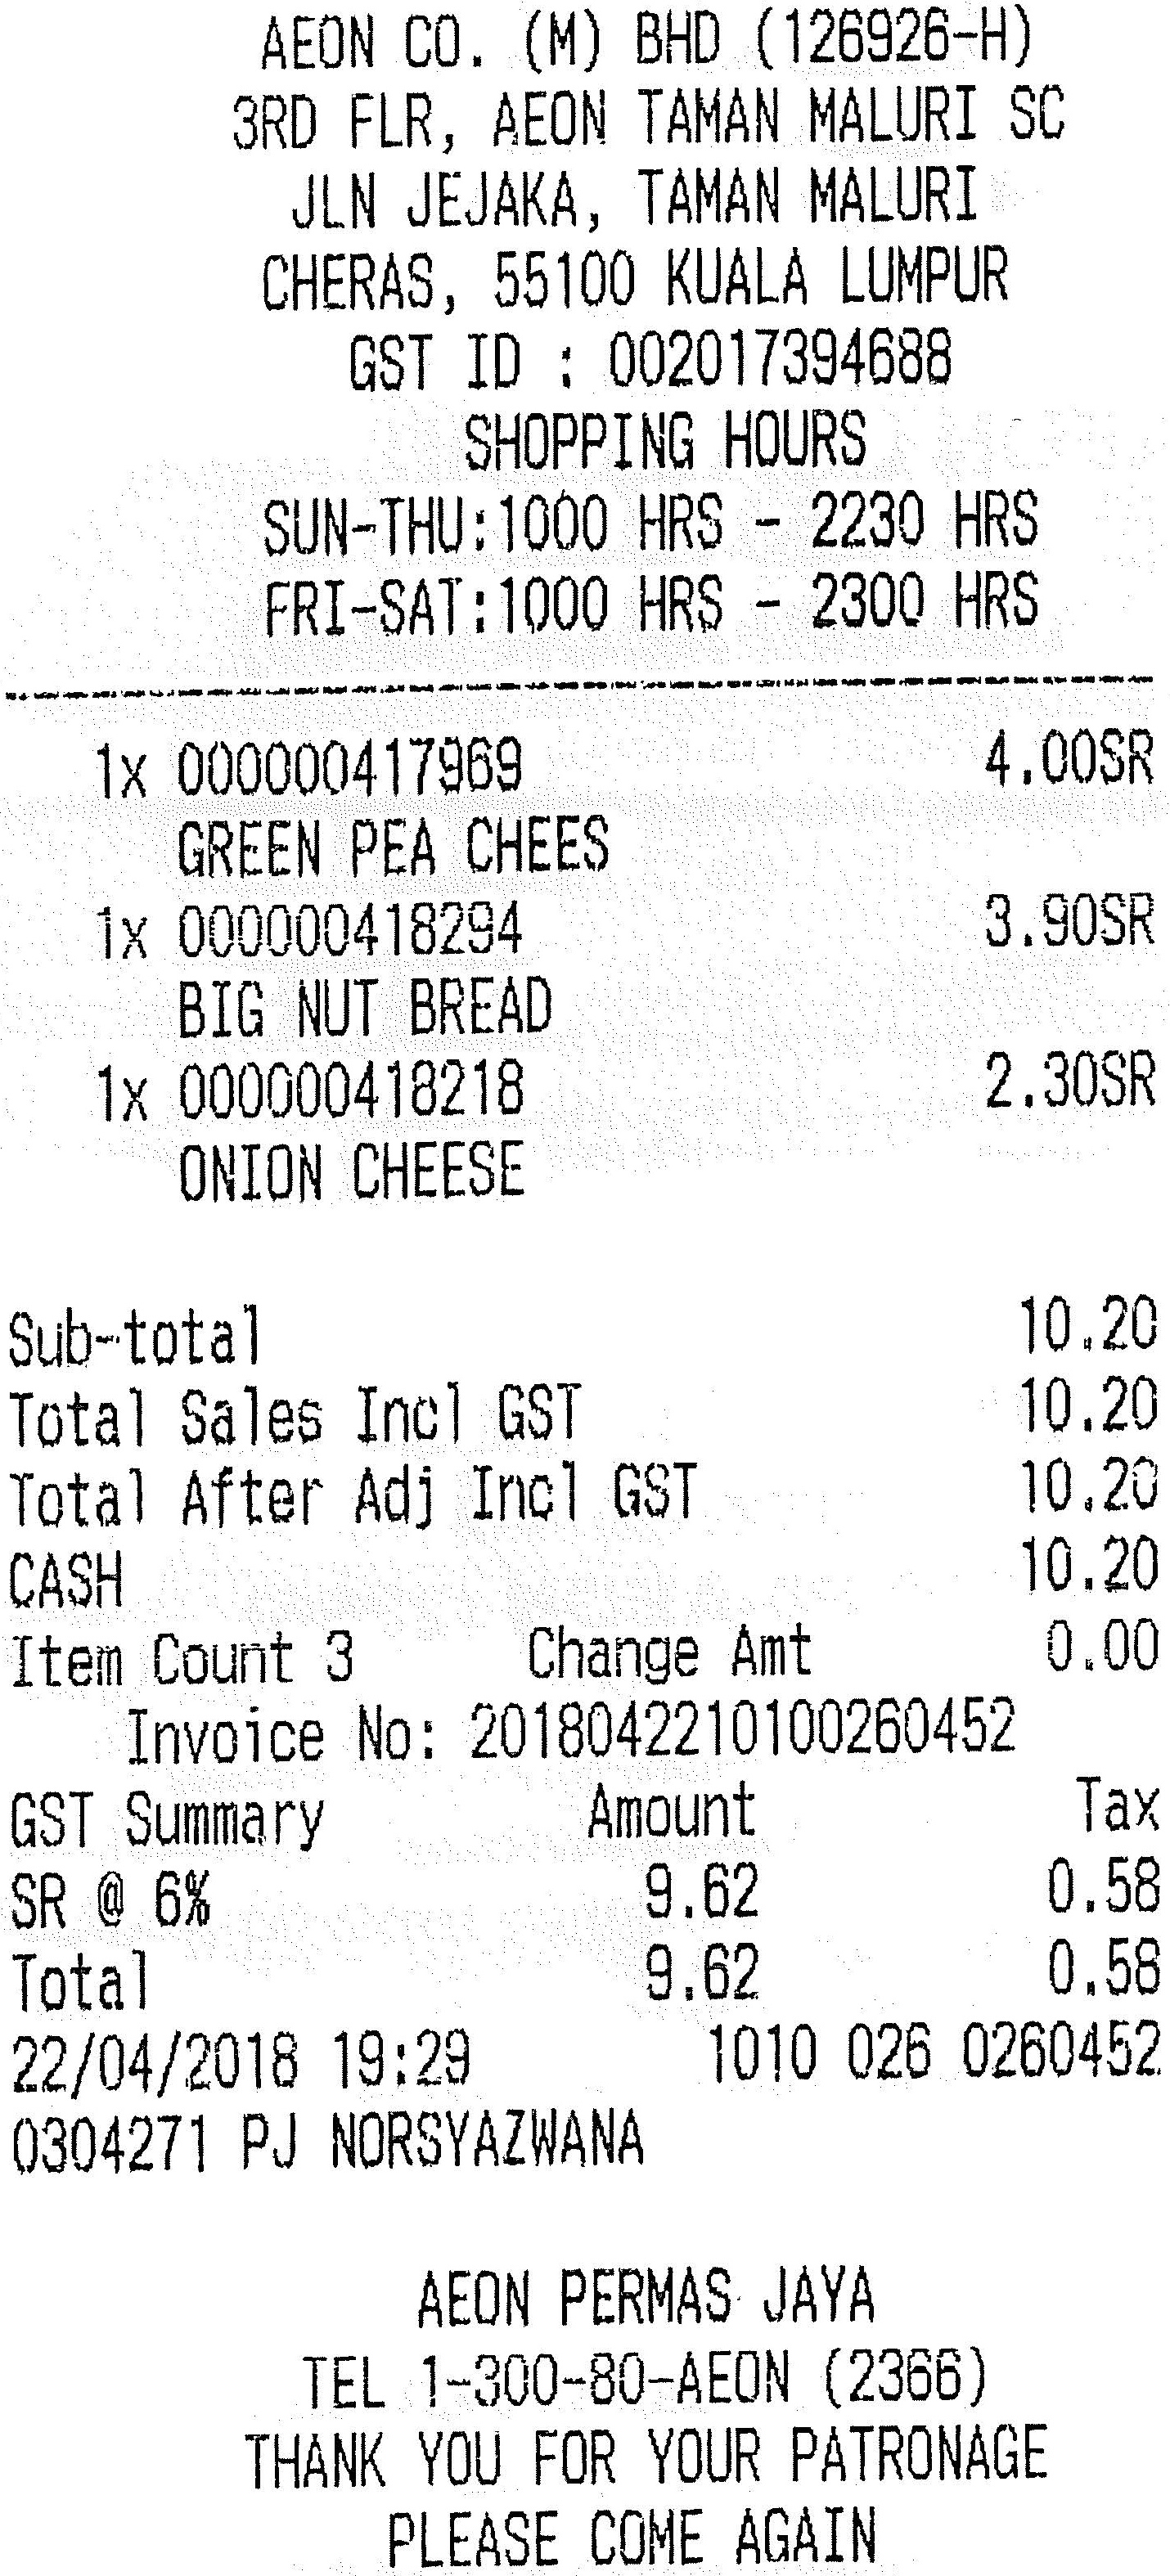 AEON CO. (M) BHD (126926-H)
3RD FLR, AEON TAMAN MALURI SC
JLN JEJAKA, TAMAN MALURI
CHERAS, 55100 KUALA LUMPUR
GST ID : 002017394688
SHOPPING HOURS
SUN-THU:1000 HRS - 2230 HRS
FRI-SAT:1000 HRS - 2300 HRS
1x 000000417969 4.00SR
GREEN PEA CHEES
1x 000000418294 3.90SR
BIG NUT BREAD
1x 000000418218 2.30SR
ONION CHEESE
Sub-total 10.20
Total Sales Incl GST 10.20
Total After Adj Incl GST 10.20
CASH 10.20
Item Count 3 Change Amt 0.00
Invoice No: 2018042210100260452
GST Summary Amount Tax
SR @ 6% 9.62 0.58
Total 9.62 0.58
22/04/2018 19:29 1010 026 0260452
0304271 PJ NORSYAZWANA
AEON PERMAS JAYA
TEL 1-300-80-AEON (2366)
THANK YOU FOR YOUR PATRONAGE
PLEASE COME AGAIN